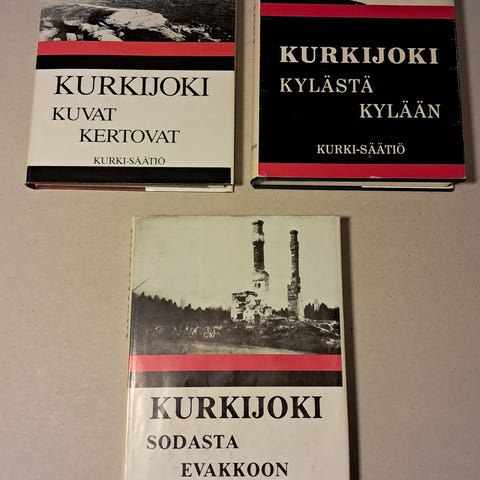 KURKIJOKI
KUVAT
KERTOVAT
KURKI-SÄÄTIÖ
KURKIJOKI
KYLÄSTÄ
KYLÄÄN
KURKI-SÄÄTIÖ
KURKIJOKI
SODASTA
EVAKKOON